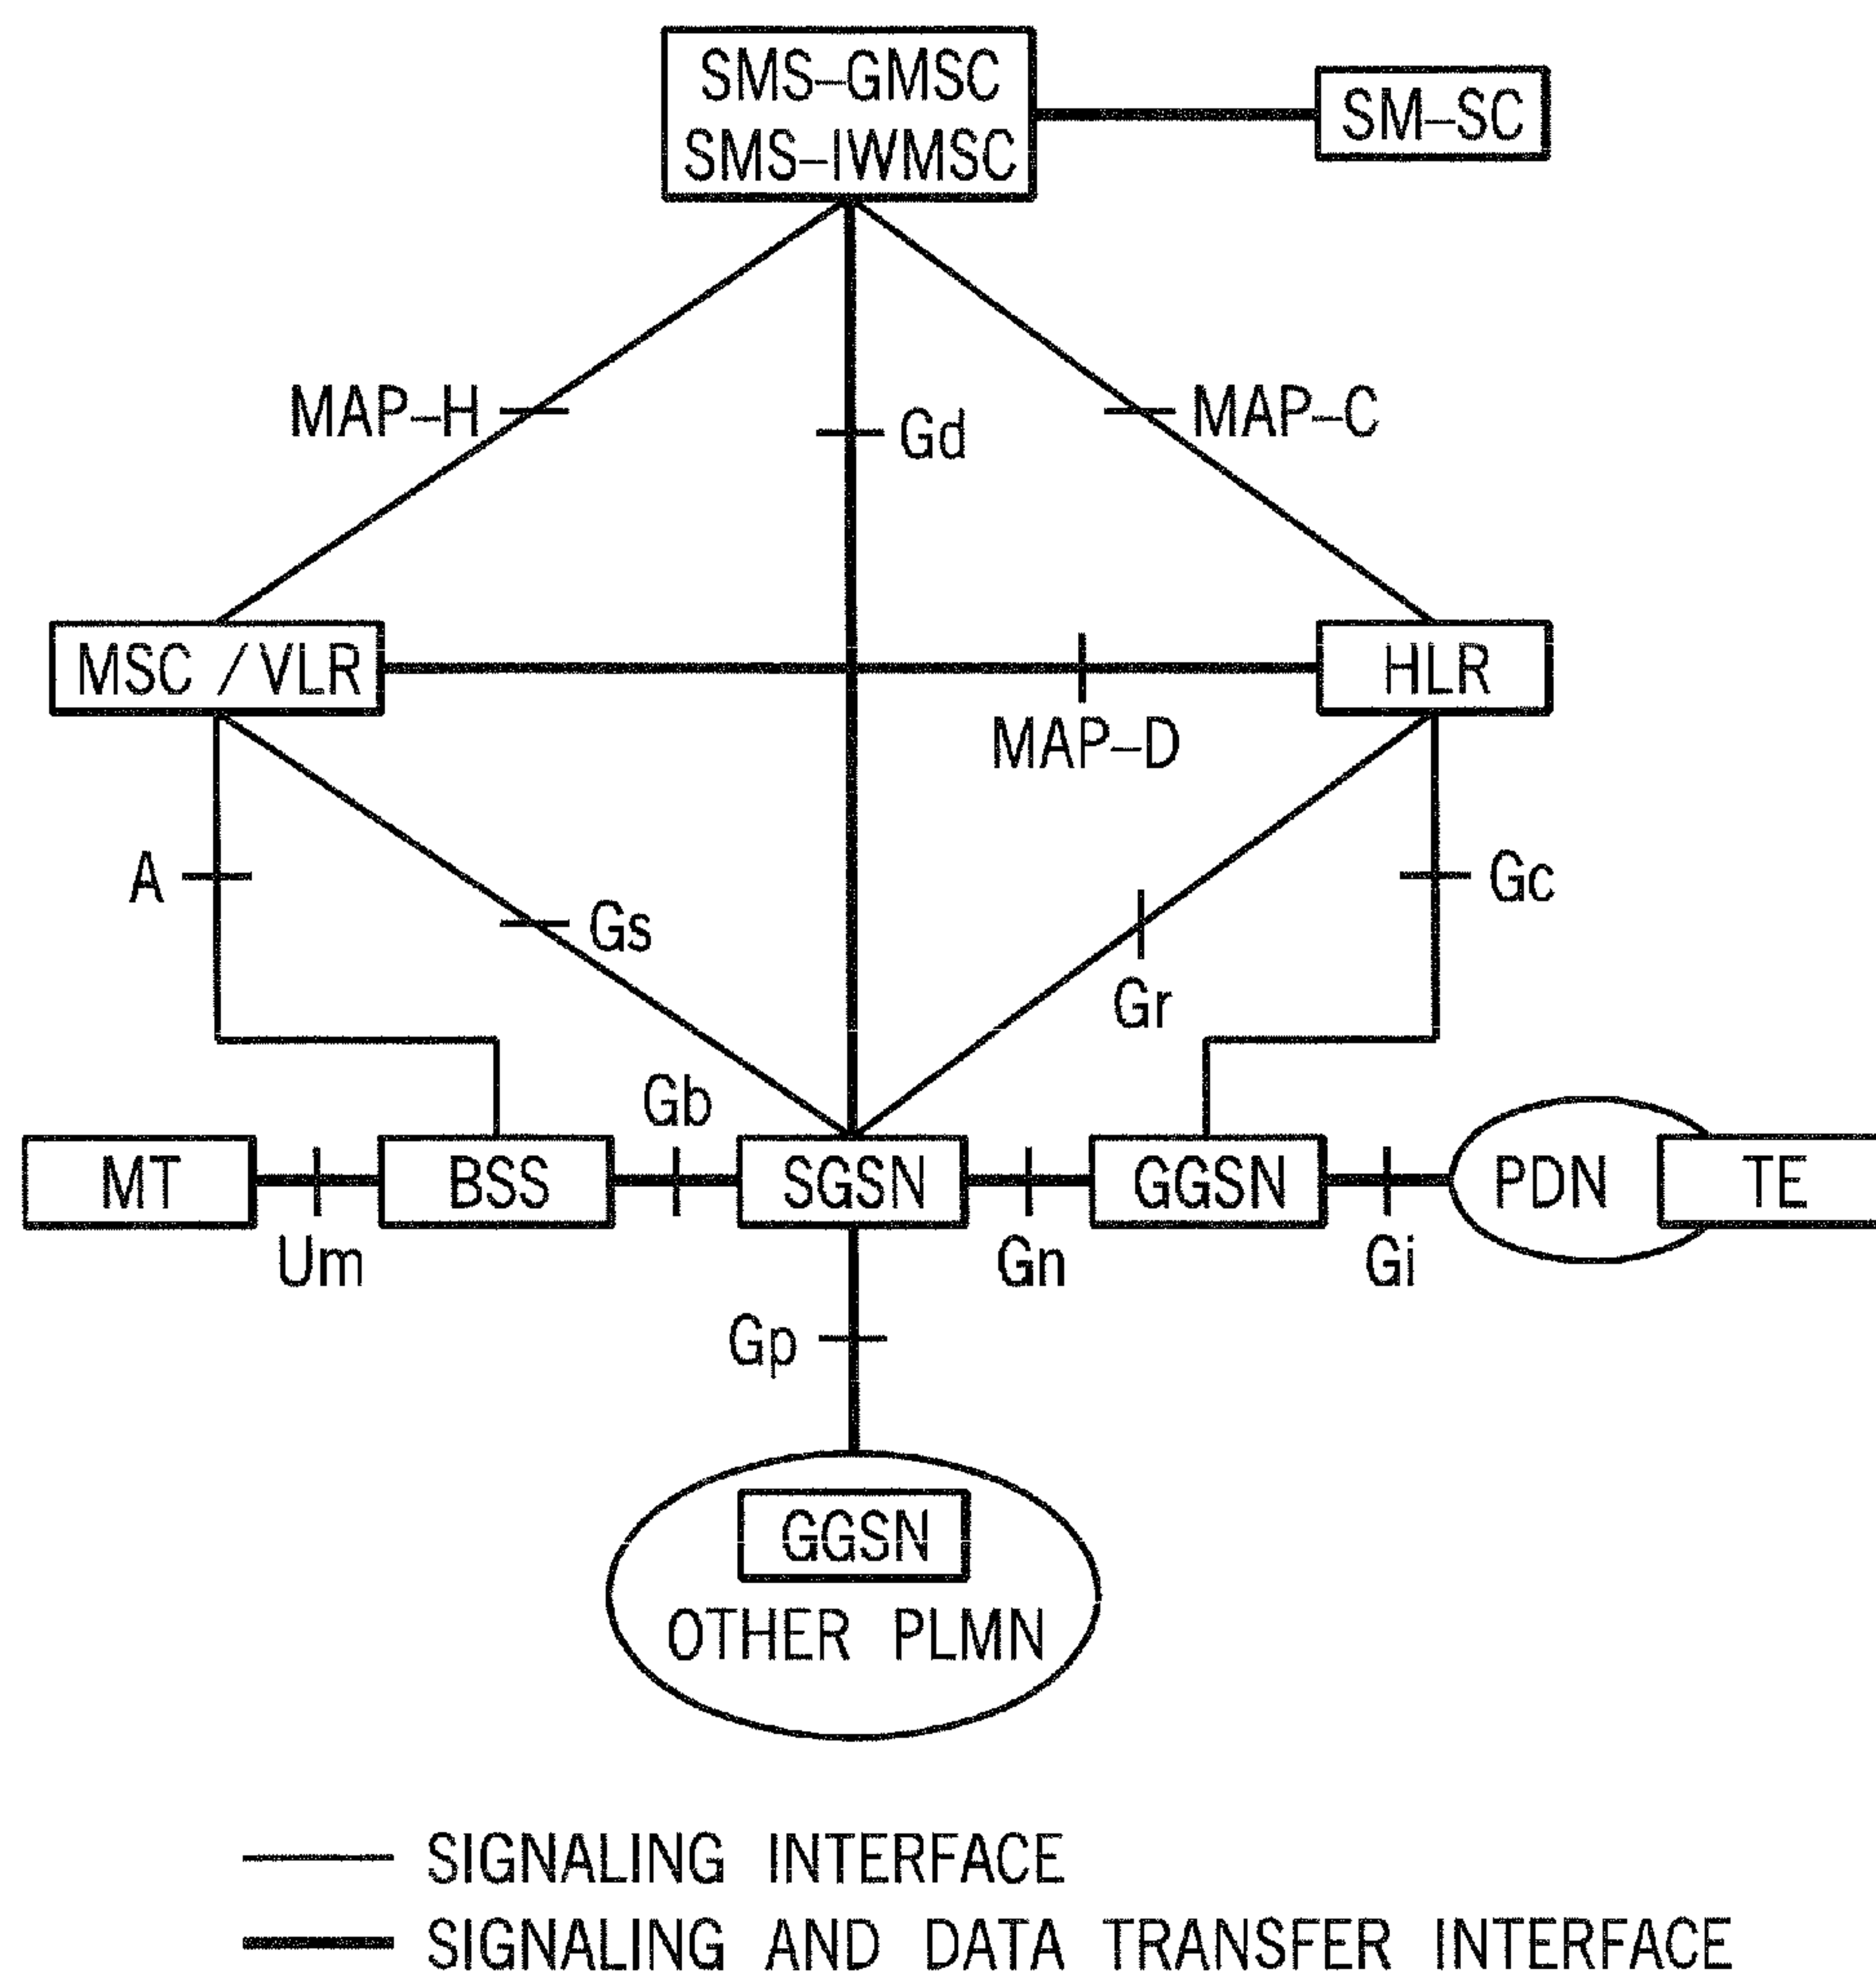 SMS–GMSC
SMS–IWMSC
SM–SC
MAP–H
Gd
MAP–C
MSC / VLR
HLR
MAP–D
A
Gs
Gr
Gc
Gb
MT
BSS
SGSN
GGSN
PDN
TE
Um
Gn
Gi
Gp
GGSN
OTHER PLMN
SIGNALING INTERFACE
SIGNALING AND DATA TRANSFER INTERFACE